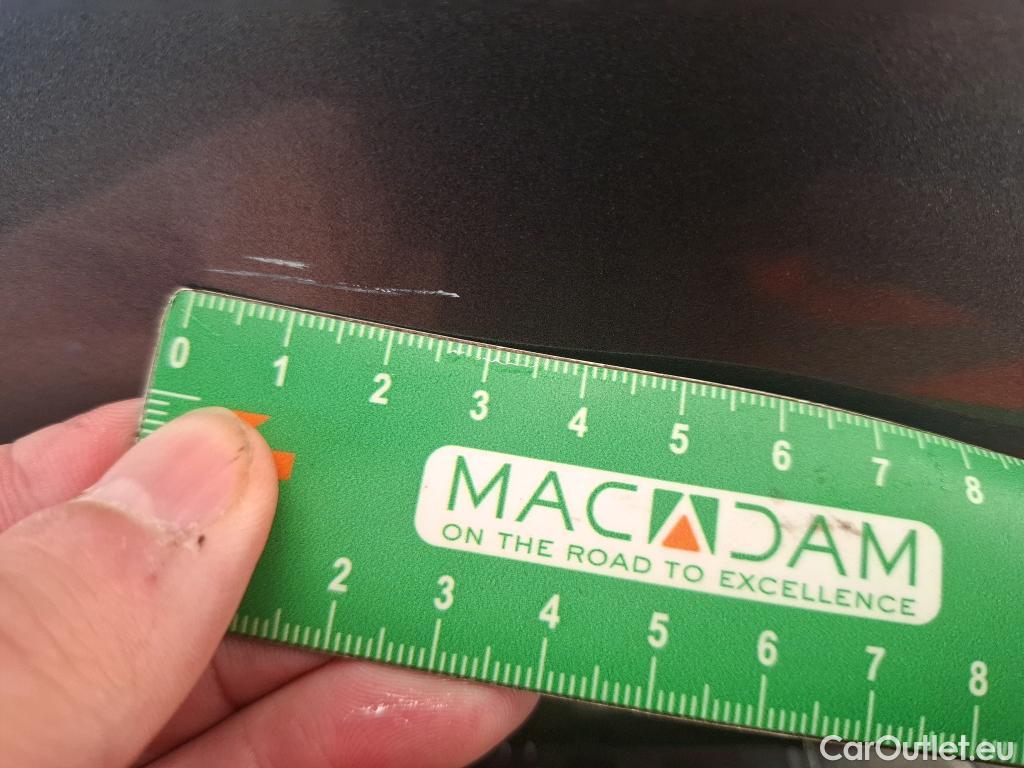 0 1 2 3 4 5 6 7 8
MACADAM
ON THE ROAD TO EXCELLENCE
2 3 4 5 6 7 8
CarOutlet.eu